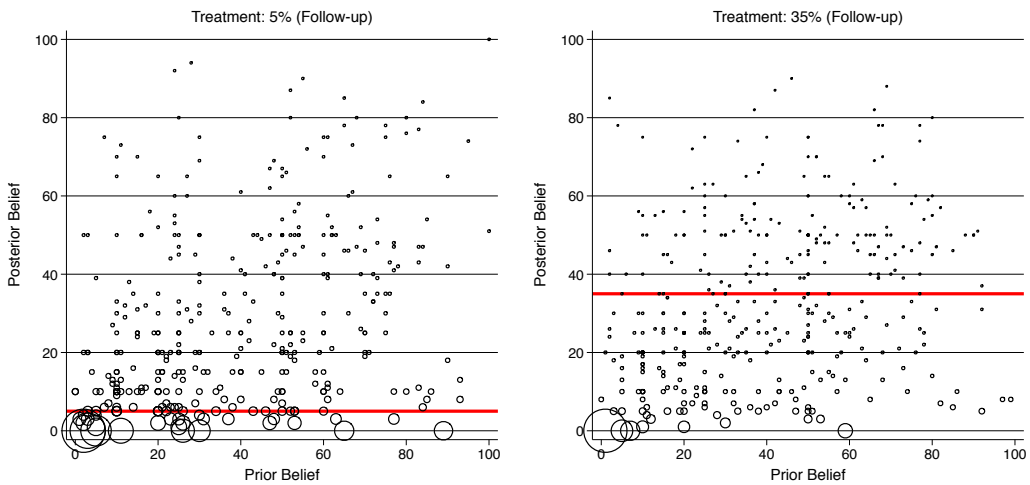 Treatment: 5% (Follow-up)
100
80
60
40
20
0
Posterior Belief
0 20 40 60 80 100
Prior Belief
Treatment: 35% (Follow-up)
100
80
60
40
20
0
Posterior Belief
0 20 40 60 80 100
Prior Belief